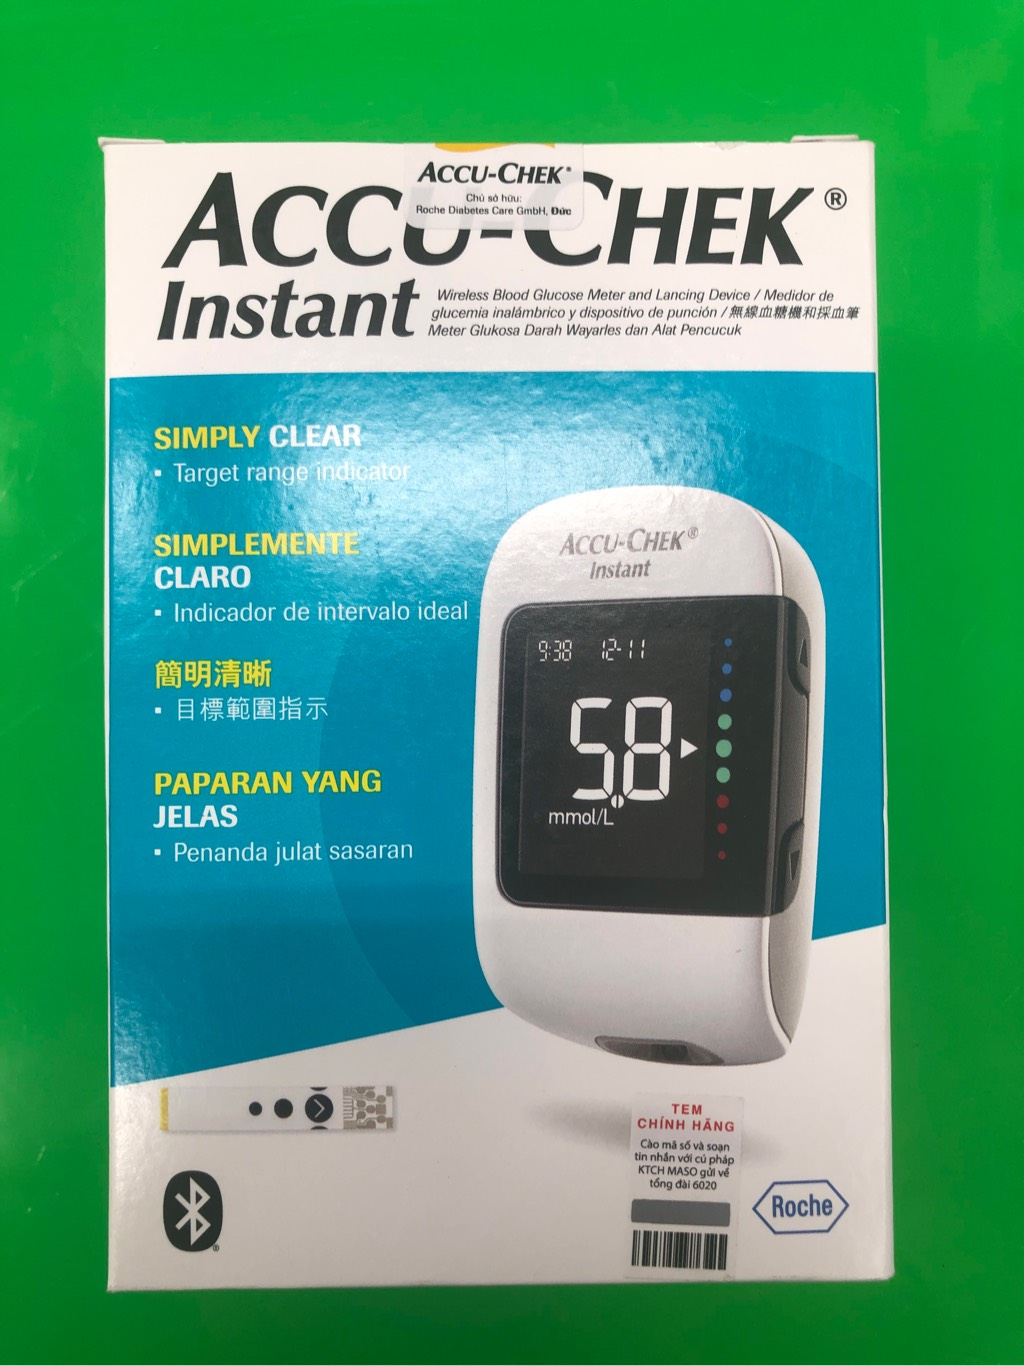 ACCU-CHEK®
Chủ sở hữu:
Roche Diabetes Care GmbH, Đức
ACCU-CHEK®
Instant
Wireless Blood Glucose Meter and Lancing Device / Medidor de
glucemia inalámbrico y dispositivo de punción / 無線血糖機和採血筆
Meter Glukosa Darah Wayarles dan Alat Pencucuk
SIMPLY CLEAR
▪ Target range indicator
SIMPLEMENTE
CLARO
▪ Indicador de intervalo ideal
簡明清晰
▪ 目標範圍指示
PAPARAN YANG
JELAS
▪ Penanda julat sasaran
ACCU-CHEK®
Instant
9:38 12-11
5.8
mmol/L
TEM
CHÍNH HÃNG
Cào mã số và soạn
tin nhắn với cú pháp
KTCH MASO gửi về
tổng đài 6020
Roche